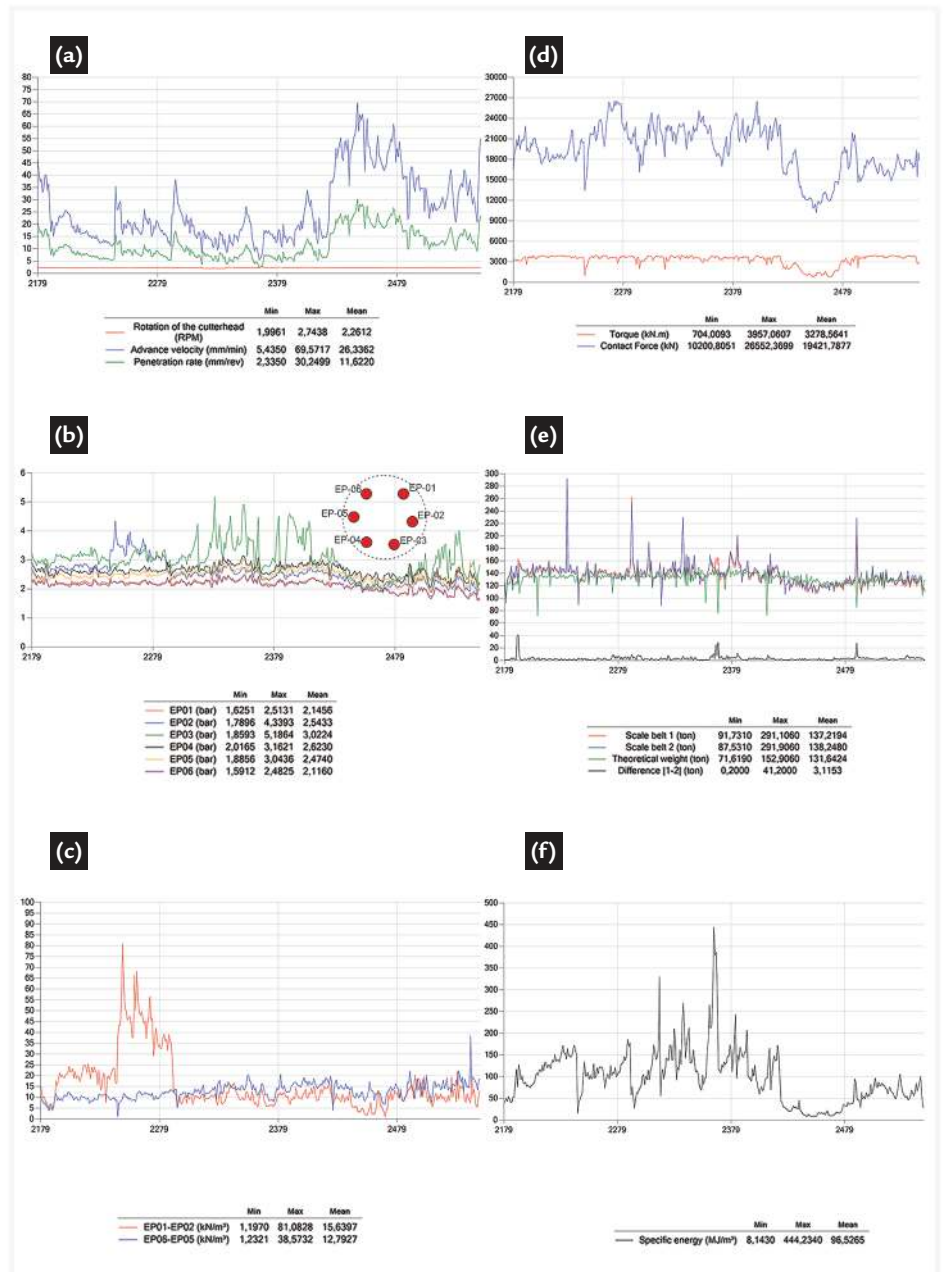 (a)
80
75
70
65
60
55
50
45
40
35
30
25
20
15
10
5
0
2179 2279 2379 2479
Min Max Mean
Rotation of the cutterhead (RPM) 1,9961 2,7438 2,2612
Advance velocity (mm/min) 5,4350 69,5717 26,3362
Penetration rate (mm/rev) 2,3350 30,2499 11,6220
(d)
30000
27000
24000
21000
18000
15000
12000
9000
6000
3000
0
2179 2279 2379 2479
Min Max Mean
Torque (kN.m) 704,0093 3957,0607 3278,5641
Contact Force (kN) 10200,8051 26552,3699 19421,7877
(b)
6
5
4
3
2
1
0
EP-06 EP-01
EP-05 EP-02
EP-04 EP-03
2179 2279 2379 2479
Min Max Mean
EP01 (bar) 1,6251 2,5131 2,1456
EP02 (bar) 1,7896 4,3393 2,5433
EP03 (bar) 1,8593 5,1864 3,0224
EP04 (bar) 2,0165 3,1621 2,6230
EP05 (bar) 1,8856 3,0436 2,4740
EP06 (bar) 1,5912 2,4825 2,1160
(e)
300
280
260
240
220
200
180
160
140
120
100
80
60
40
20
0
2179 2279 2379 2479
Min Max Mean
Scale belt 1 (ton) 91,7310 291,1060 137,2194
Scale belt 2 (ton) 87,5310 291,9060 138,2480
Theoretical weight (ton) 71,6190 152,9060 131,6424
Difference [1-2] (ton) 0,2000 41,2000 3,1153
(c)
100
95
90
85
80
75
70
65
60
55
50
45
40
35
30
25
20
15
10
5
0
2179 2279 2379 2479
Min Max Mean
EP01-EP02 (kN/m³) 1,1970 81,0828 15,6397
EP06-EP05 (kN/m³) 1,2321 38,5732 12,7927
(f)
500
450
400
350
300
250
200
150
100
50
0
2179 2279 2379 2479
Min Max Mean
Specific energy (MJ/m³) 8,1430 444,2340 96,5265